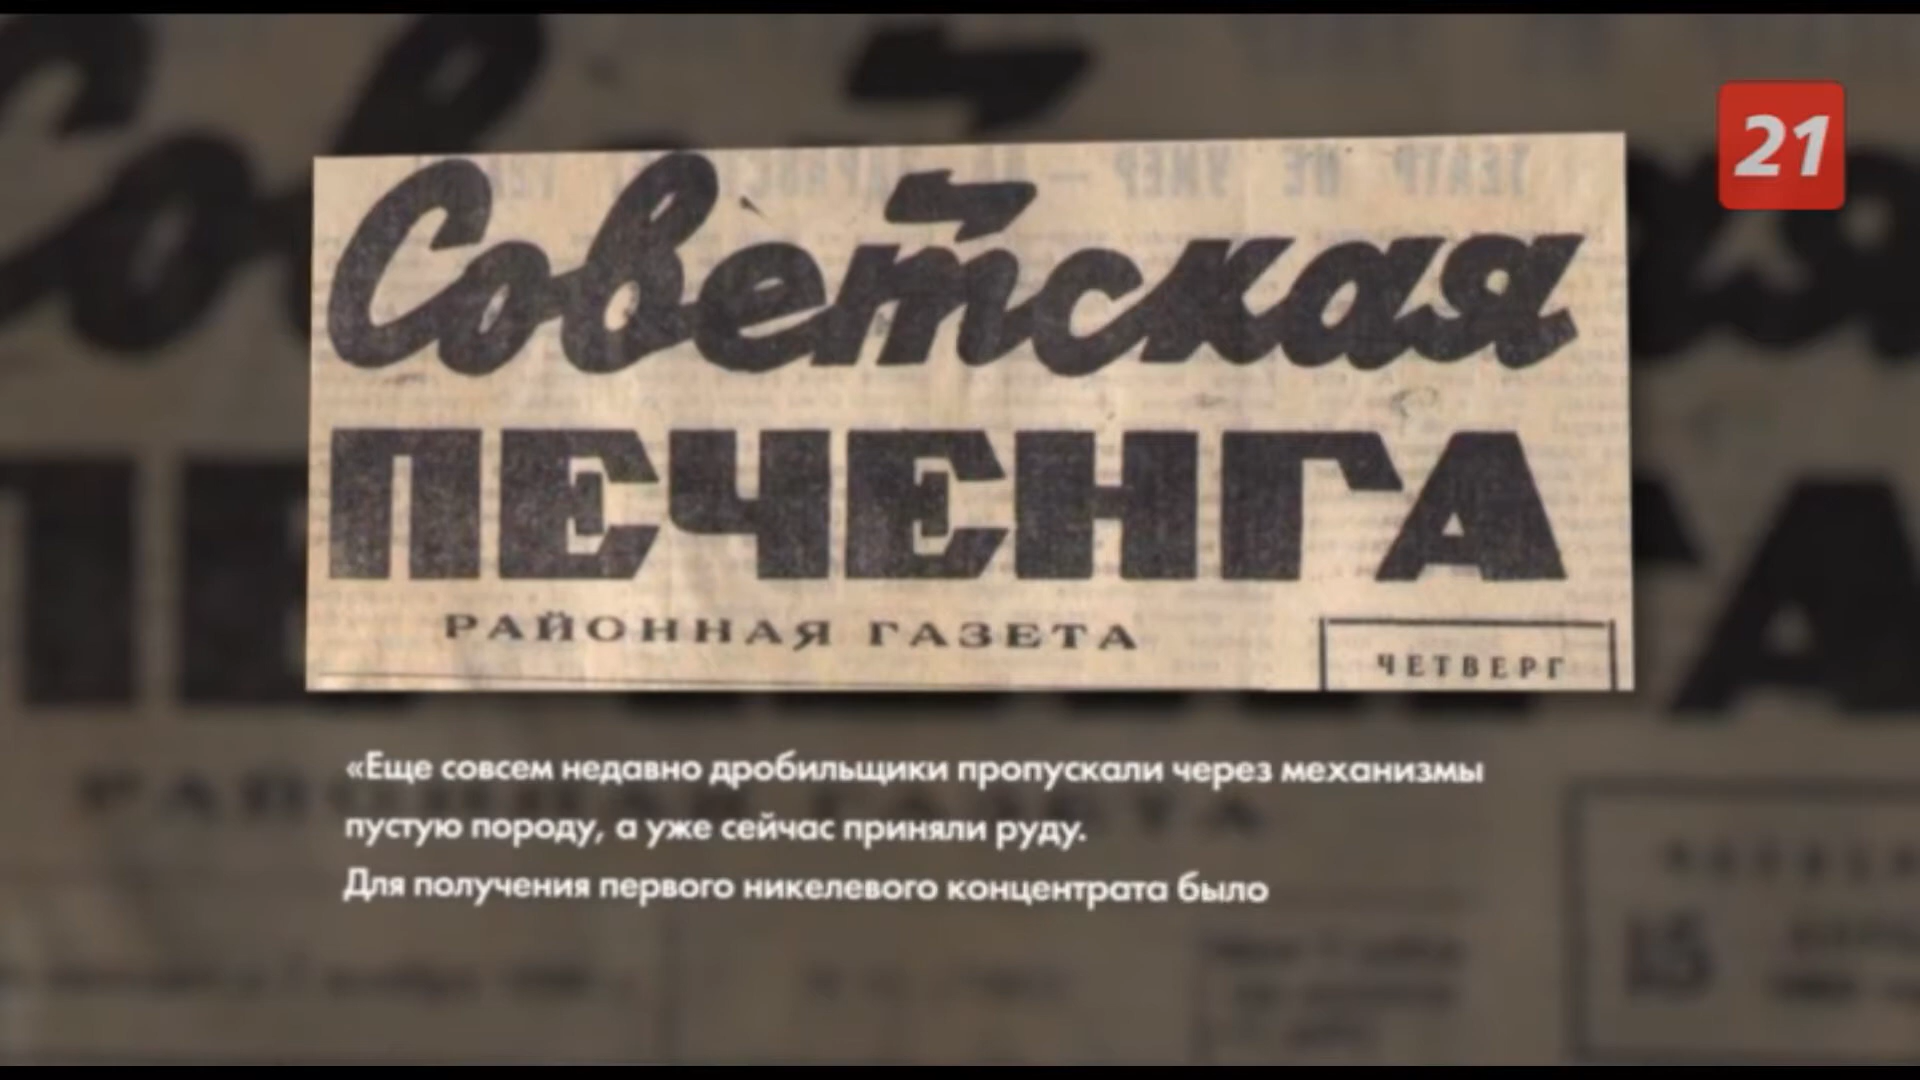 21
Советская
ПЕЧЕНГА
РАЙОННАЯ ГАЗЕТА
ЧЕТВЕРГ
«Еще совсем недавно дробильщики пропускали через механизмы
пустую породу, а уже сейчас приняли руду.
Для получения первого никелевого концентрата было